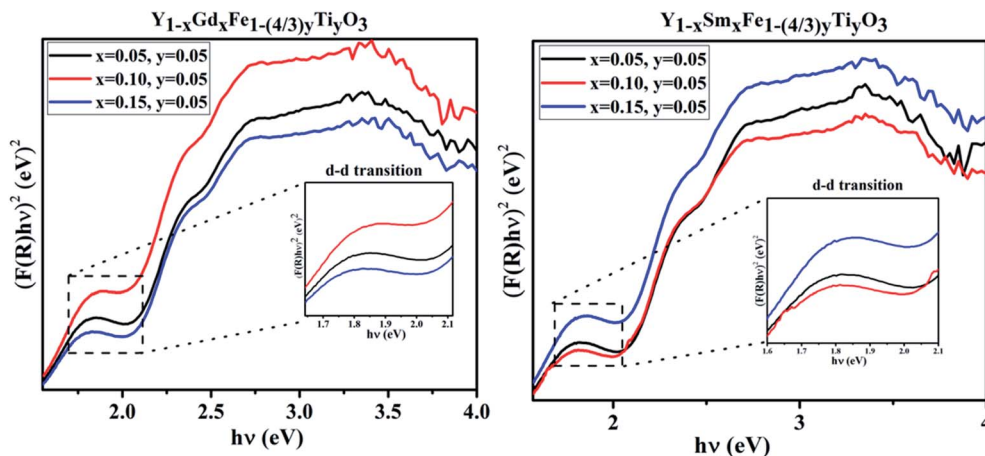 Y1-xGdxFe1-(4/3)yTiyO3
x=0.05, y=0.05
x=0.10, y=0.05
x=0.15, y=0.05
(F(R)hν)2 (eV)2
d-d transition
(F(R)hν)2 (eV)2
1.7 1.8 1.9 2.0 2.1
hν (eV)
2.0 2.5 3.0 3.5 4.0
hν (eV)
Y1-xSmxFe1-(4/3)yTiyO3
x=0.05, y=0.05
x=0.10, y=0.05
x=0.15, y=0.05
(F(R)hν)2 (eV)2
d-d transition
(F(R)hν)2 (eV)2
1.6 1.7 1.8 1.9 2.0 2.1
hν (eV)
2 3 4
hν (eV)